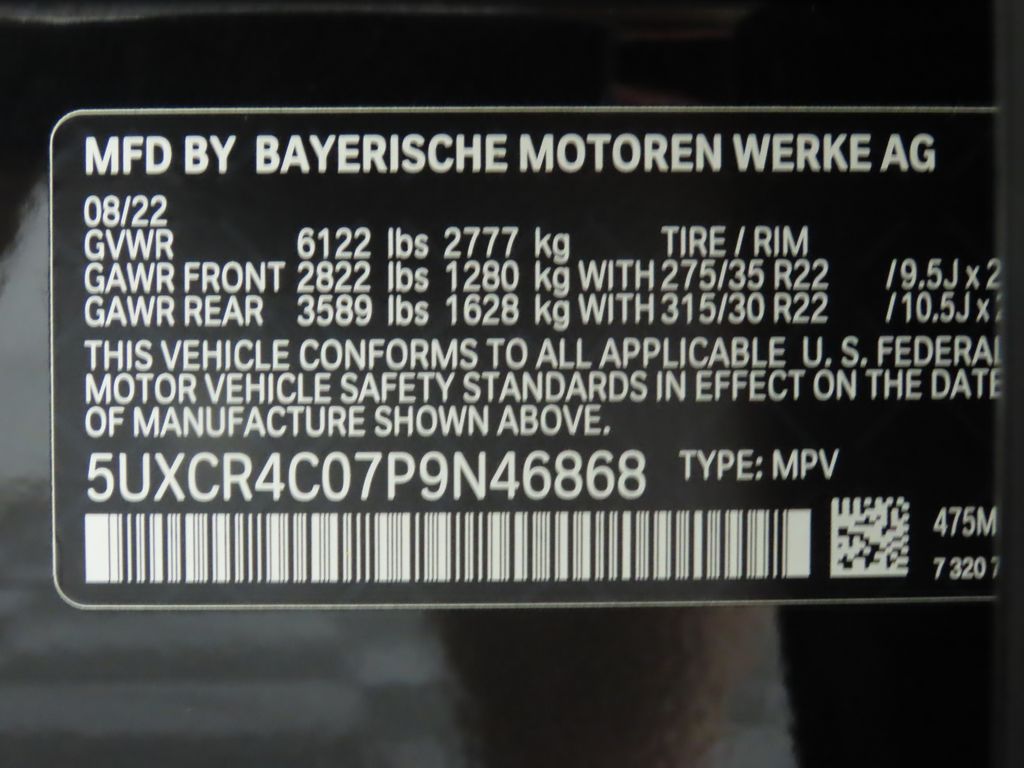 MFD BY BAYERISCHE MOTOREN WERKE AG
08/22
GVWR 6122 lbs 2777 kg TIRE / RIM
GAWR FRONT 2822 lbs 1280 kg WITH 275/35 R22 / 9.5J x 2
GAWR REAR 3589 lbs 1628 kg WITH 315/30 R22 / 10.5J x
THIS VEHICLE CONFORMS TO ALL APPLICABLE U. S. FEDERAL
MOTOR VEHICLE SAFETY STANDARDS IN EFFECT ON THE DATE
OF MANUFACTURE SHOWN ABOVE.
5UXCR4C07P9N46868 TYPE: MPV
475M
7 320 7